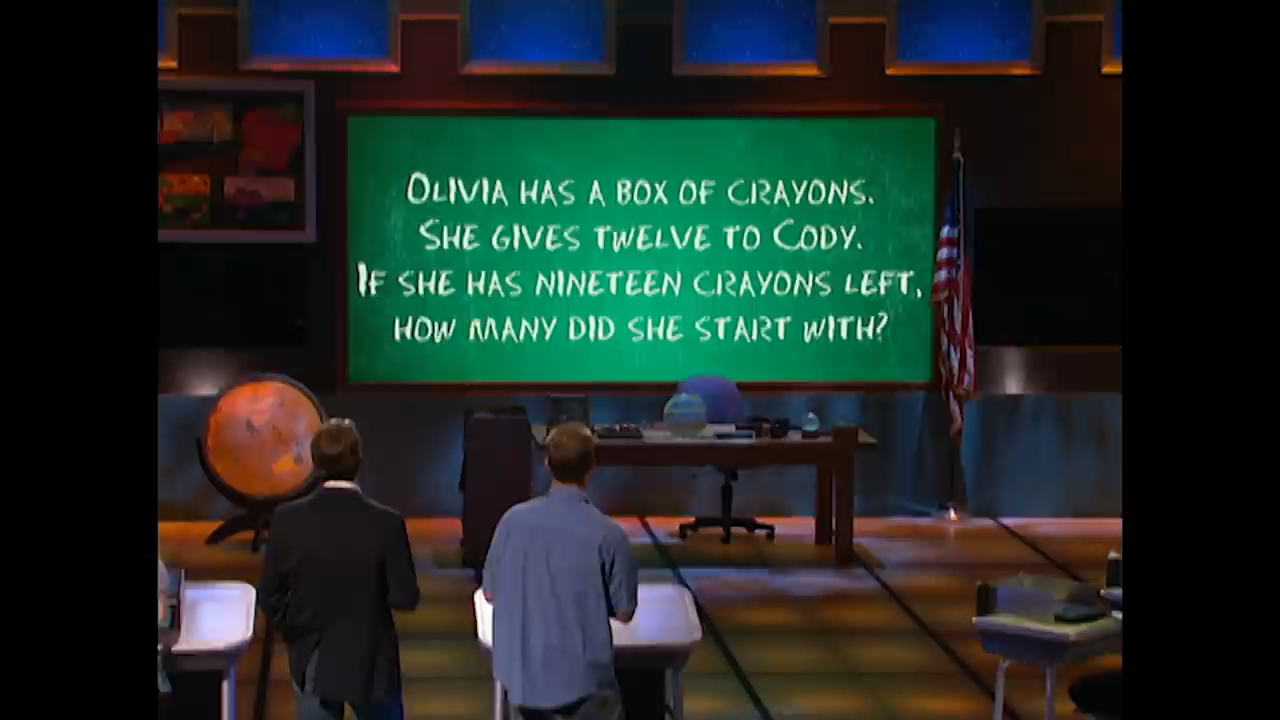 OLIVIA HAS A BOX OF CRAYONS.
SHE GIVES TWELVE TO CODY.
IF SHE HAS NINETEEN CRAYONS LEFT,
HOW MANY DID SHE START WITH?